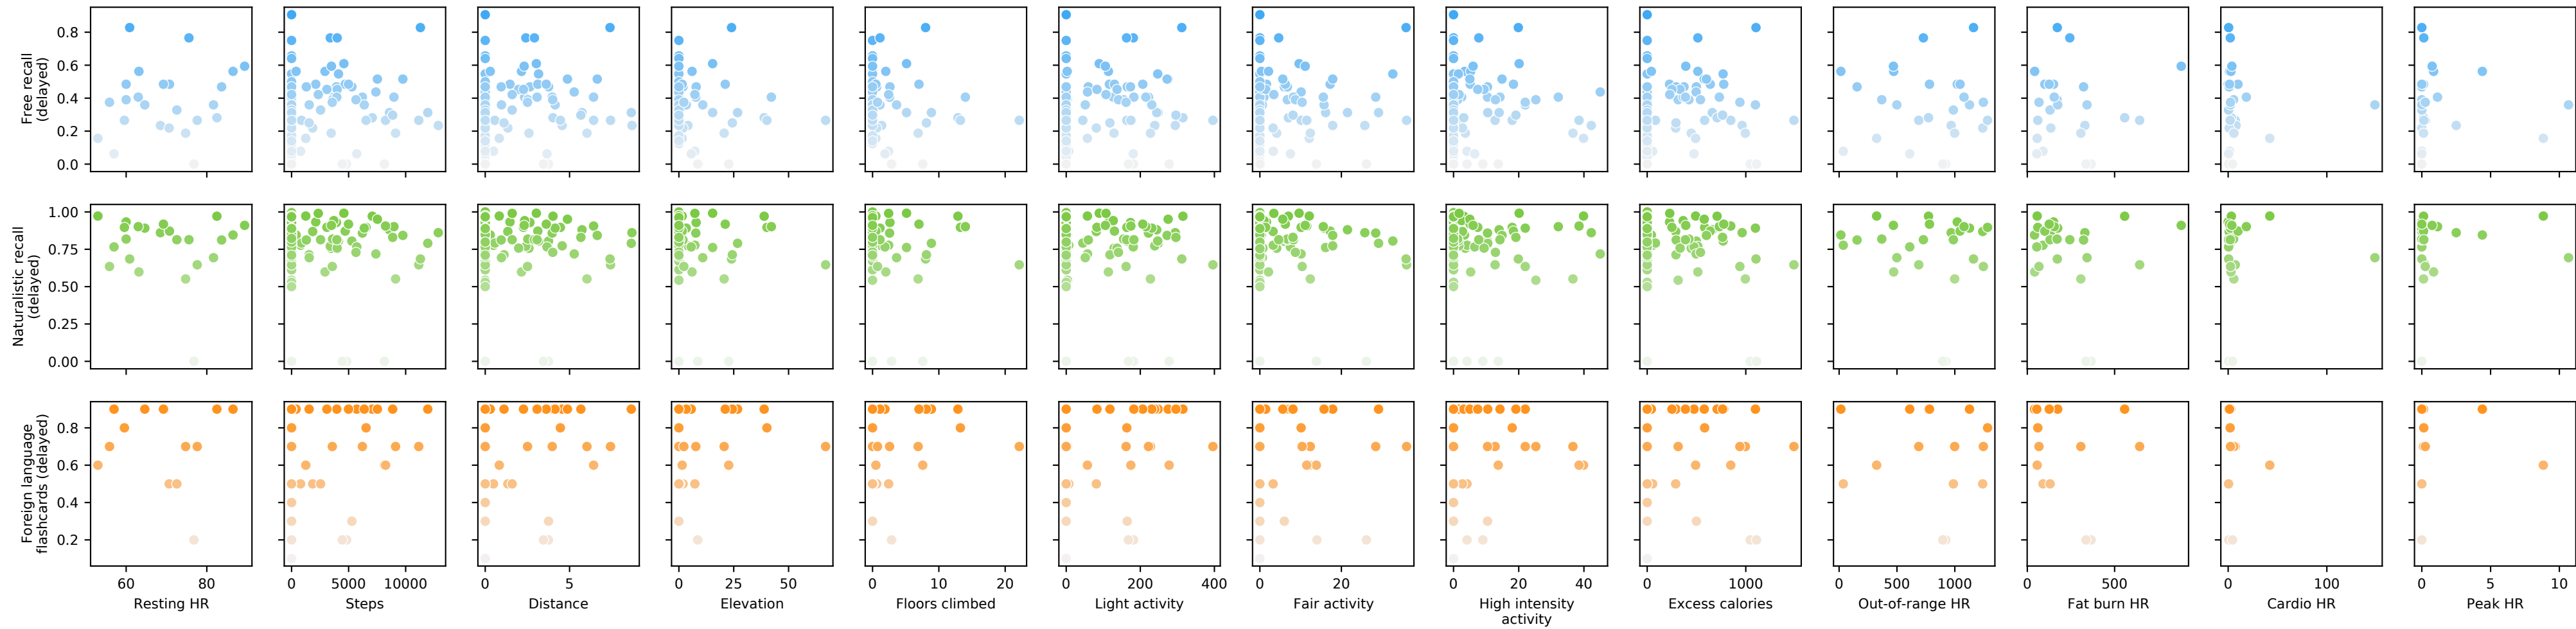 Free recall
(delayed)
0.8
0.6
0.4
0.2
0.0
Naturalistic recall
(delayed)
1.00
0.75
0.50
0.25
0.00
Foreign language
flashcards (delayed)
0.8
0.6
0.4
0.2
60 80
0 5000 10000
0 5
0 25 50
0 10 20
0 200 400
0 20
0 20 40
0 1000
0 500 1000
0 500
0 100
0 5 10
Resting HR
Steps
Distance
Elevation
Floors climbed
Light activity
Fair activity
High intensity
activity
Excess calories
Out-of-range HR
Fat burn HR
Cardio HR
Peak HR